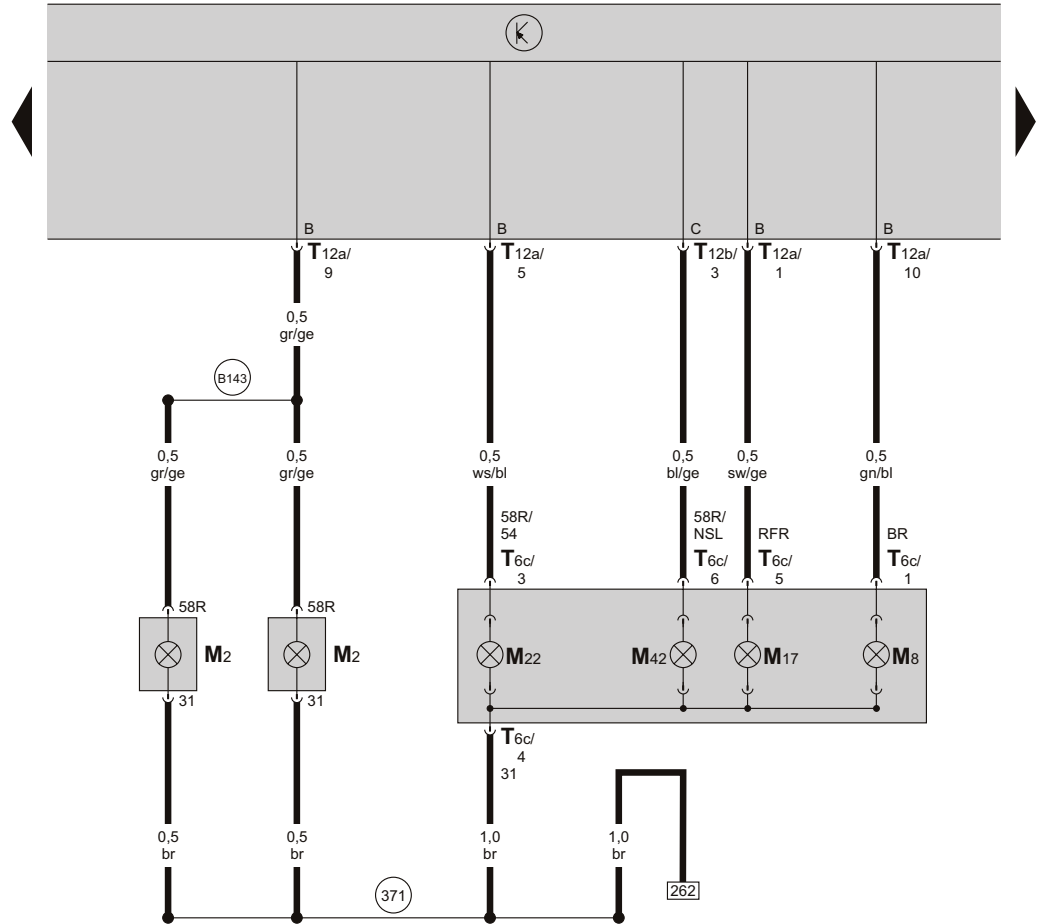 B B C B B
T12a/ T12a/ T12b/ T12a/ T12a/
9 5 3 1 10
0,5
gr/ge
B143
0,5 0,5 0,5 0,5 0,5 0,5
gr/ge gr/ge ws/bl bl/ge sw/ge gn/bl
58R/ 58R/
54 NSL RFR BR
T6c/ T6c/ T6c/ T6c/
3 6 5 1
58R 58R
M2 M2 M22 M42 M17 M8
31 31
T6c/
4
31
0,5 0,5 1,0 1,0
br br br br
371 262